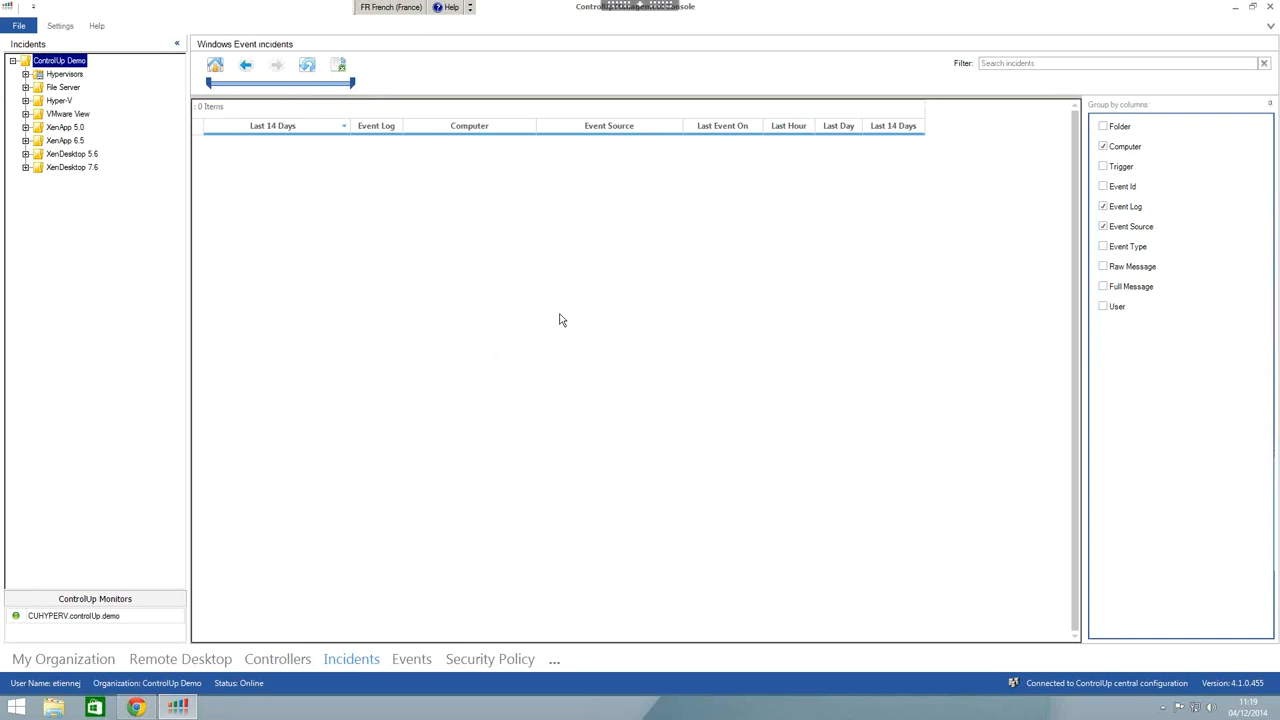 FR French (France) Help
Console
File Settings Help
Incidents
Windows Event incidents
ControlUp Demo
Hypervisors
File Server
Hyper-V
VMware View
XenApp 5.0
XenApp 6.5
XenDesktop 5.6
XenDesktop 7.6
Filter: Search incidents
: 0 Items
Last 14 Days Event Log Computer Event Source Last Event On Last Hour Last Day Last 14 Days
Group by columns:
Folder
Computer
Trigger
Event Id
Event Log
Event Source
Event Type
Raw Message
Full Message
User
ControlUp Monitors
CUHYPERV.controlUp.demo
My Organization Remote Desktop Controllers Incidents Events Security Policy ...
User Name: etiennej Organization: ControlUp Demo Status: Online Connected to ControlUp central configuration Version: 4.1.0.455
11:19
04/12/2014